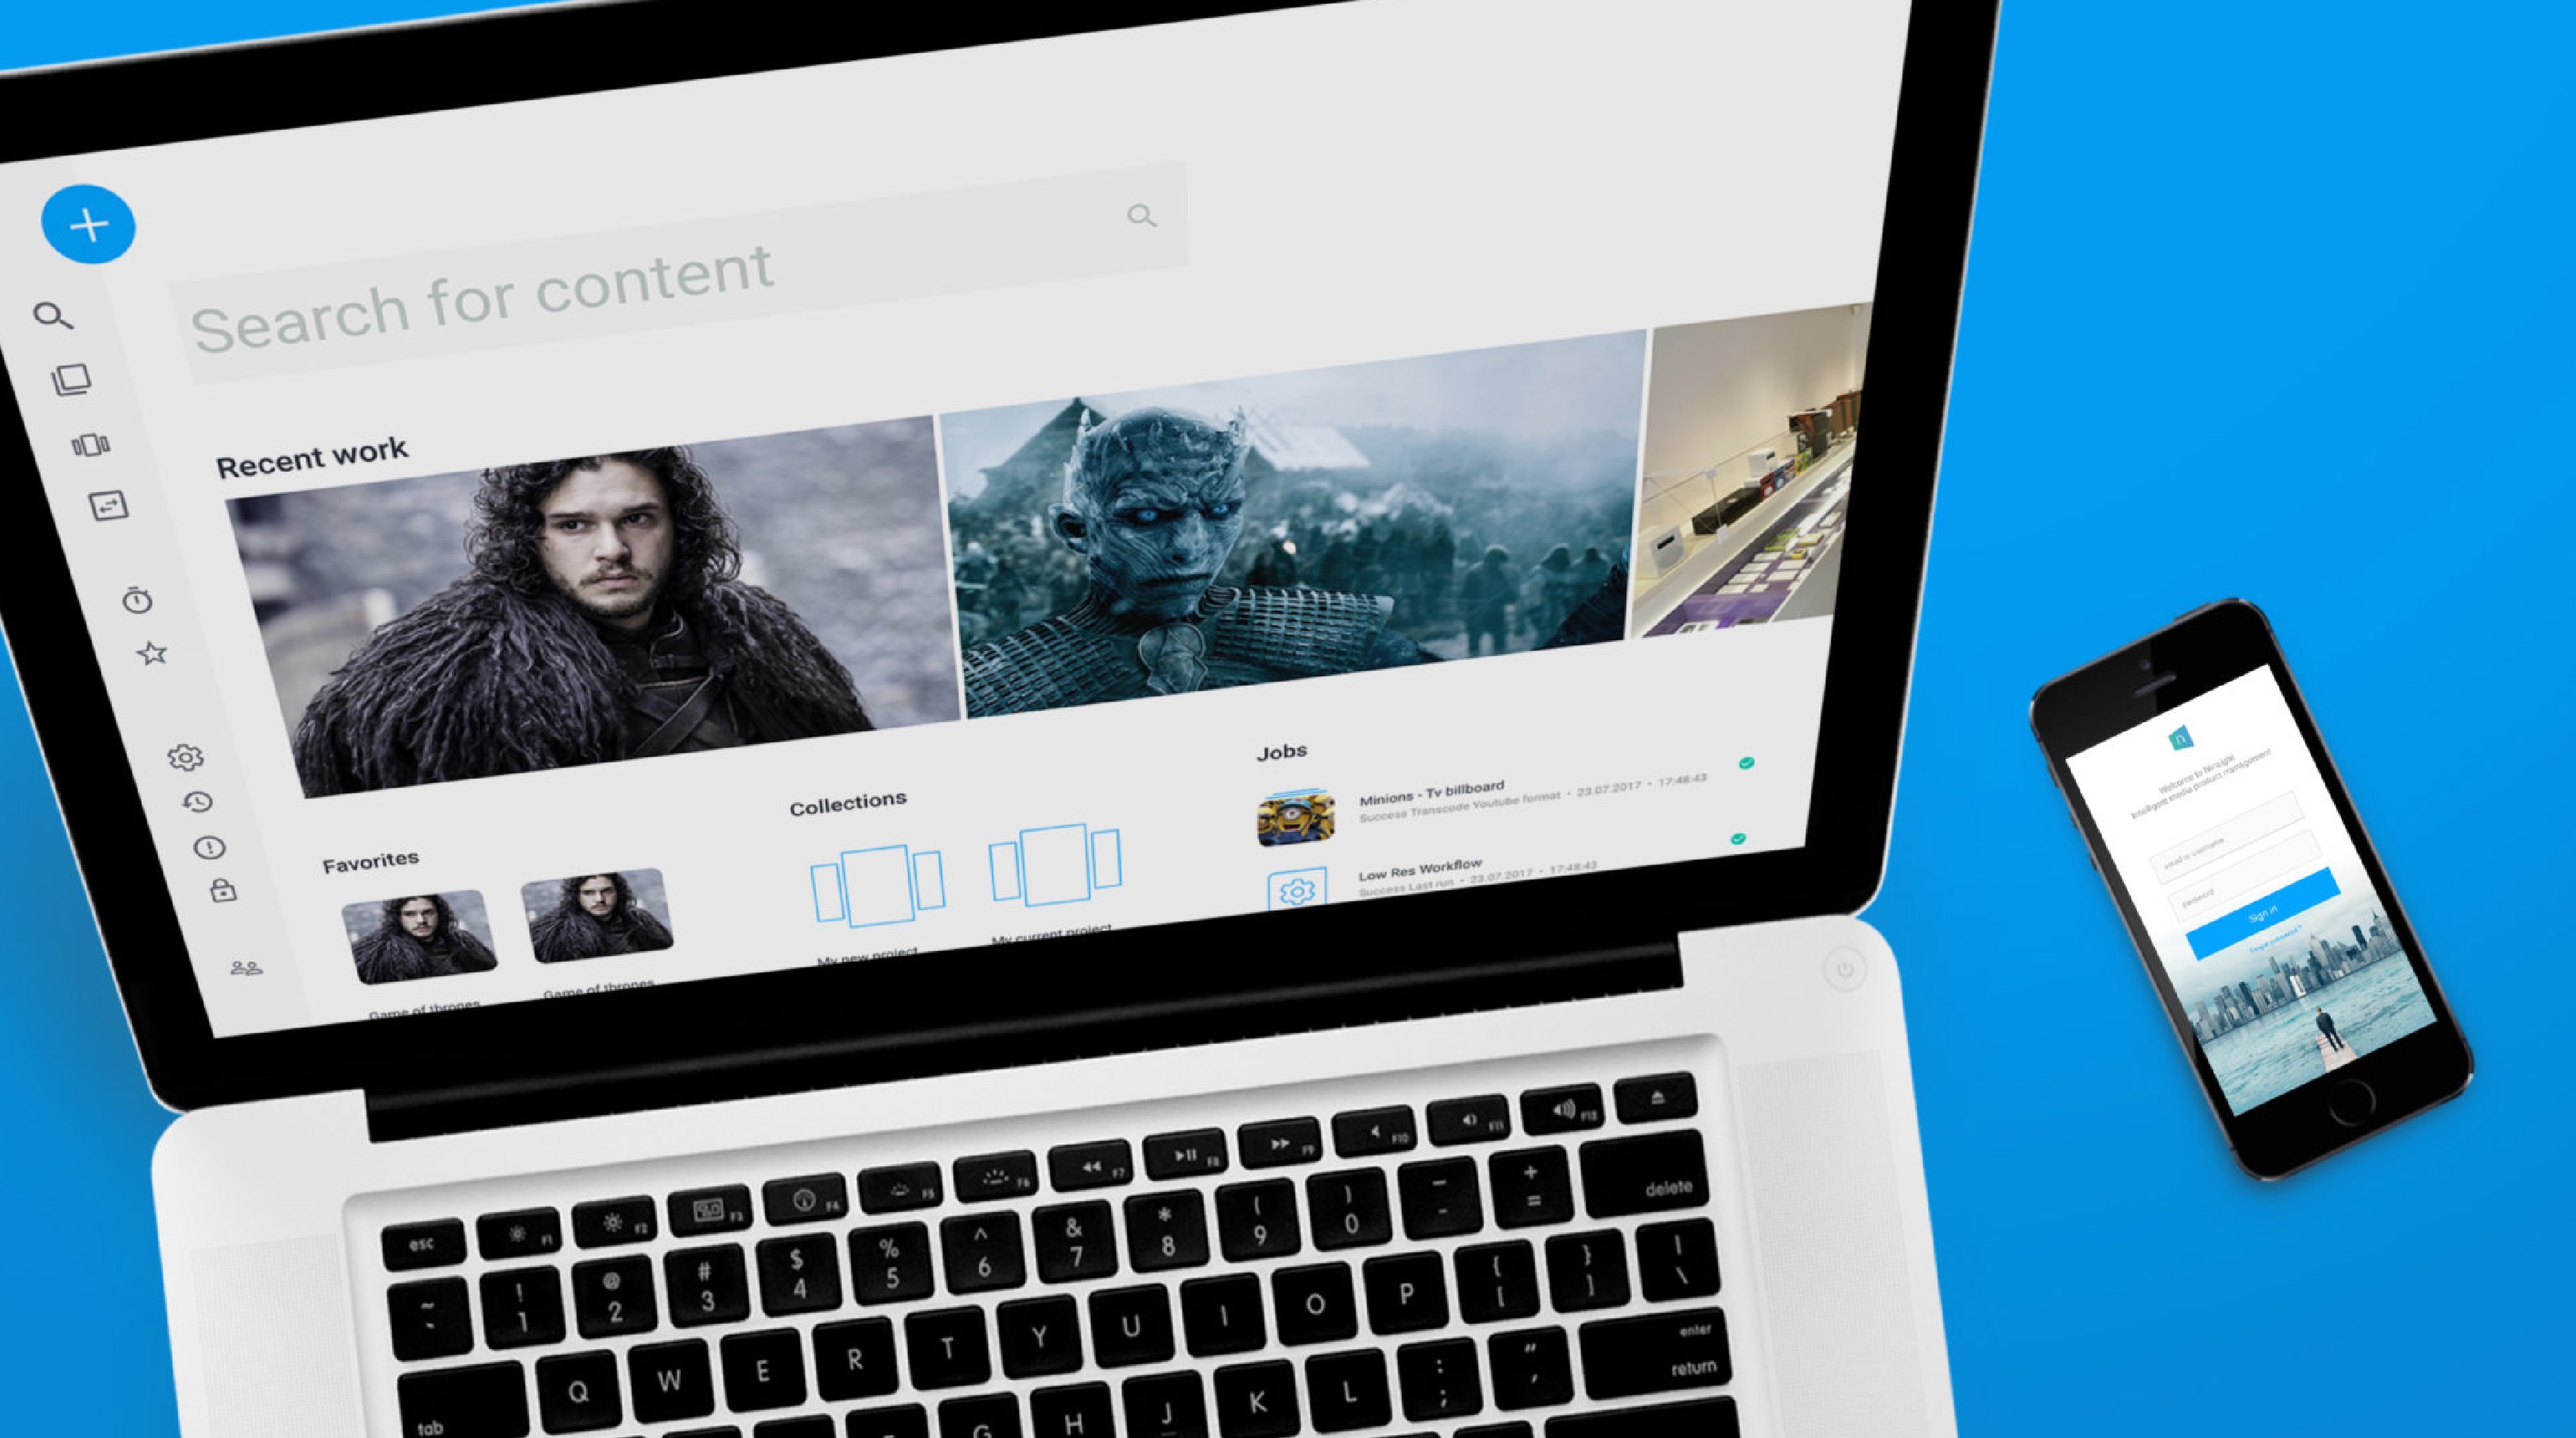 Search for content
Recent work
Favorites
Game of thrones
Game of thrones
Collections
My new project
My current project
Jobs
Minions - Tv billboard
Success Transcode Youtube format • 23.07.2017 • 17:48:43
Low Res Workflow
Success Last run • 23.07.2017 • 17:48:43
n
Welcome to Ninsight
Intelligent media product management
email or username
password
Sign in
Forgot password?
esc F1 F2 F3 F4 F5 F6 F7 F8 F9 F10 F11 F12
~ ! @ # $ % ^ & * ( ) — +
` 1 2 3 4 5 6 7 8 9 0 - = delete
tab Q W E R T Y U I O P { [ } ] | \
G H J K L : ; " ' enter return